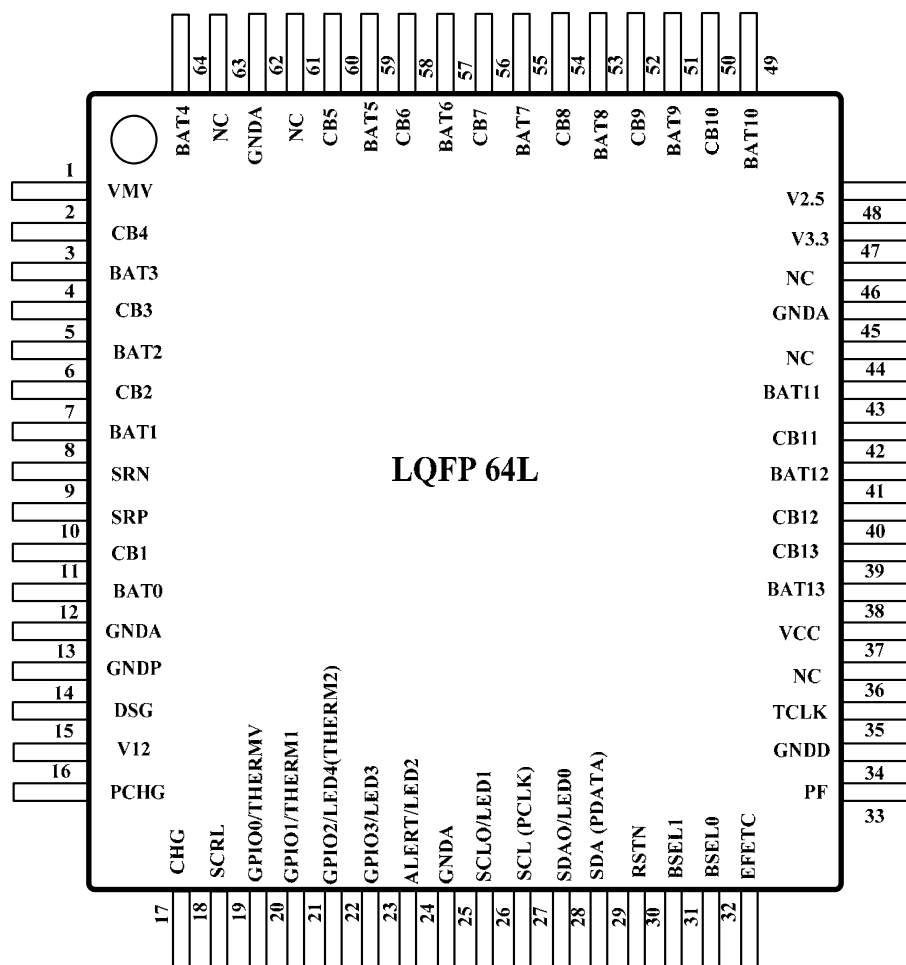 64 63 62 61 60 59 58 57 56 55 54 53 52 51 50 49
BAT4 NC GNDA NC CB5 BAT5 CB6 BAT6 CB7 BAT7 CB8 BAT8 CB9 BAT9 CB10 BAT10
1 VMV
2 CB4
3 BAT3
4 CB3
5 BAT2
6 CB2
7 BAT1
8 SRN
9 SRP
10 CB1
11 BAT0
12 GNDA
13 GNDP
14 DSG
15 V12
16 PCHG
LQFP 64L
V2.5 48
V3.3 47
NC 46
GNDA 45
NC 44
BAT11 43
CB11 42
BAT12 41
CB12 40
CB13 39
BAT13 38
VCC 37
NC 36
TCLK 35
GNDD 34
PF 33
CHG
SCRL
GPIO0/THERMV
GPIO1/THERM1
GPIO2/LED4(THERM2)
GPIO3/LED3
ALERT/LED2
GNDA
SCLO/LED1
SCL (PCLK)
SDAO/LED0
SDA (PDATA)
RSTN
BSEL1
BSEL0
EFETC
17 18 19 20 21 22 23 24 25 26 27 28 29 30 31 32